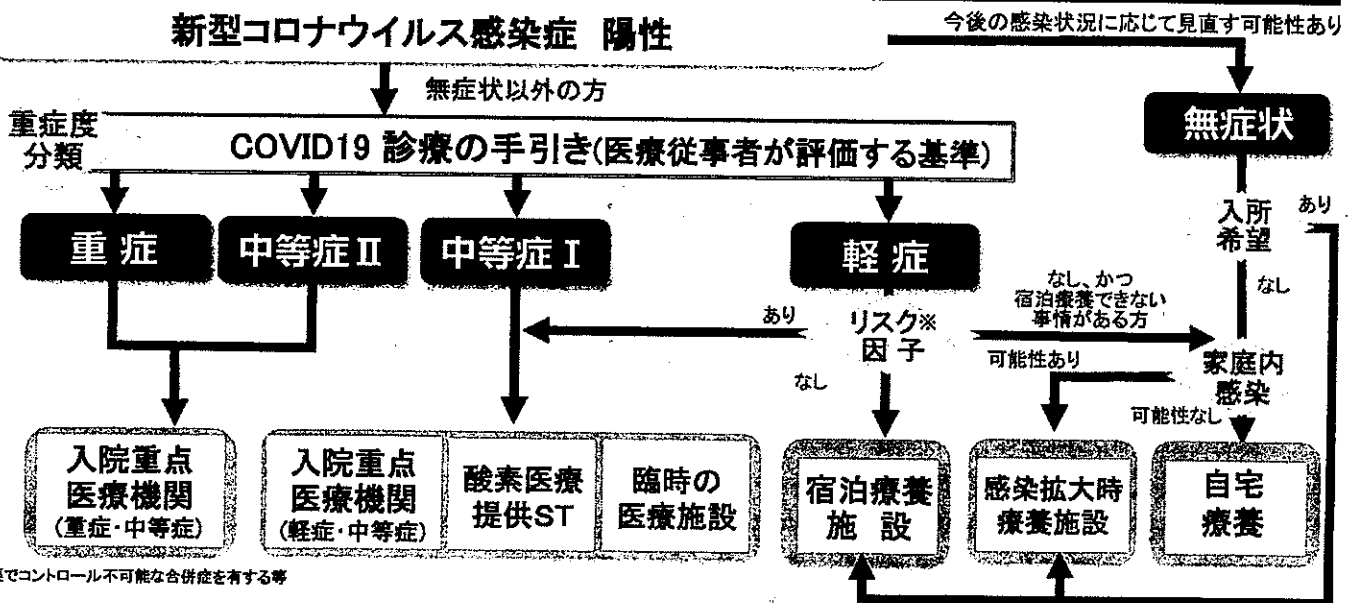 新型コロナウイルス感染症 陽性
今後の感染状況に応じて見直す可能性あり
無症状以外の方
重症度
分類
COVID19 診療の手引き(医療従事者が評価する基準)
無症状
重症
中等症Ⅱ
中等症Ⅰ
軽症
入所
希望
あり
なし
あり
リスク※
因子
なし、かつ
宿泊療養できない
事情がある方
なし
可能性あり
家庭内
感染
可能性なし
入院重点
医療機関
(重症・中等症)
入院重点
医療機関
(軽症・中等症)
酸素医療
提供ST
臨時の
医療施設
宿泊療養
施設
感染拡大時
療養施設
自宅
療養
でコントロール不可能な合併症を有する等